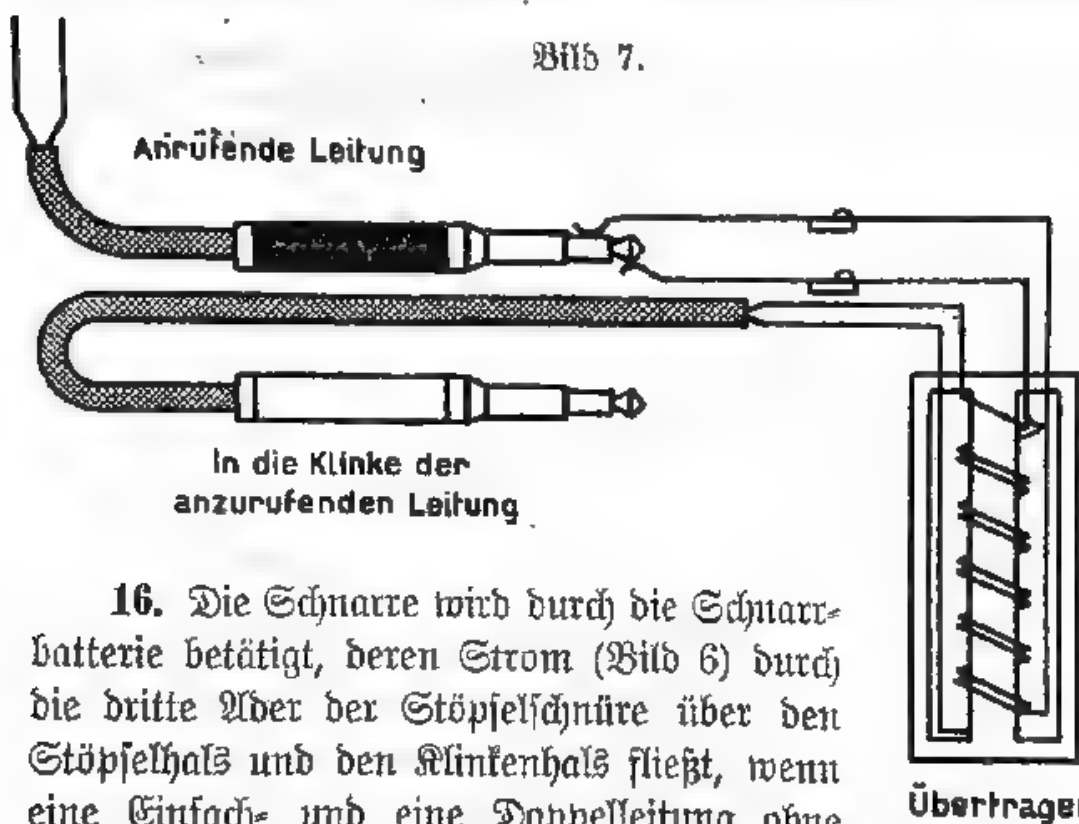 Bild 7.
Anrufende Leitung
In die Klinke der
anzurufenden Leitung
16. Die Schnarre wird durch die Schnarr-
batterie betätigt, deren Strom (Bild 6) durch
die dritte Ader der Stöpselschnüre über den
Stöpselhals und den Klinkenhals fließt, wenn
eine Einfach- und eine Doppelleitung ohne
Übertrager